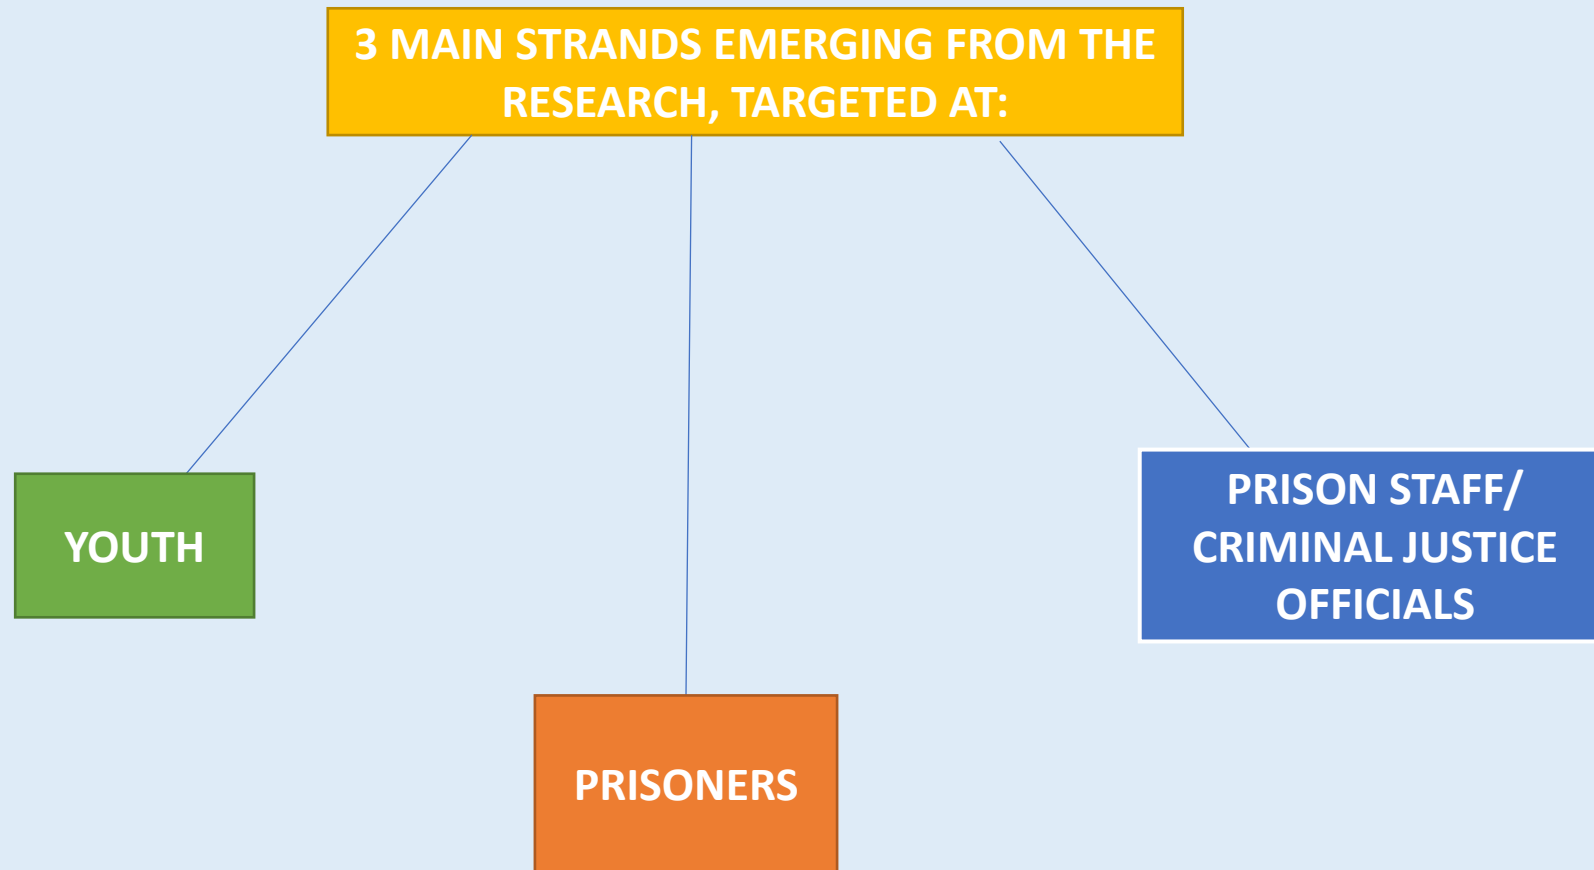 3 MAIN STRANDS EMERGING FROM THE
RESEARCH, TARGETED AT:
YOUTH
PRISON STAFF/
CRIMINAL JUSTICE
OFFICIALS
PRISONERS